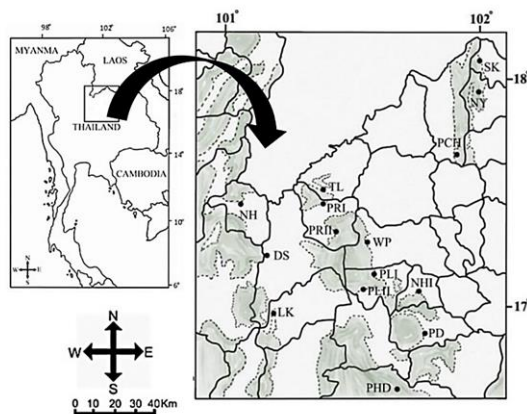 98°
102°
106°
MYANMA
LAOS
18°
THAILAND
14°
CAMBODIA
10°
6°
N
W E
S
101°
102°
SK
18°
NY
PCH
TL
NH
PRI
PRII
WP
DS
PLI
PLII
NHI
LK
17°
PD
PHD
N
W E
S
N
W E
S
0 10 20 30 40Km